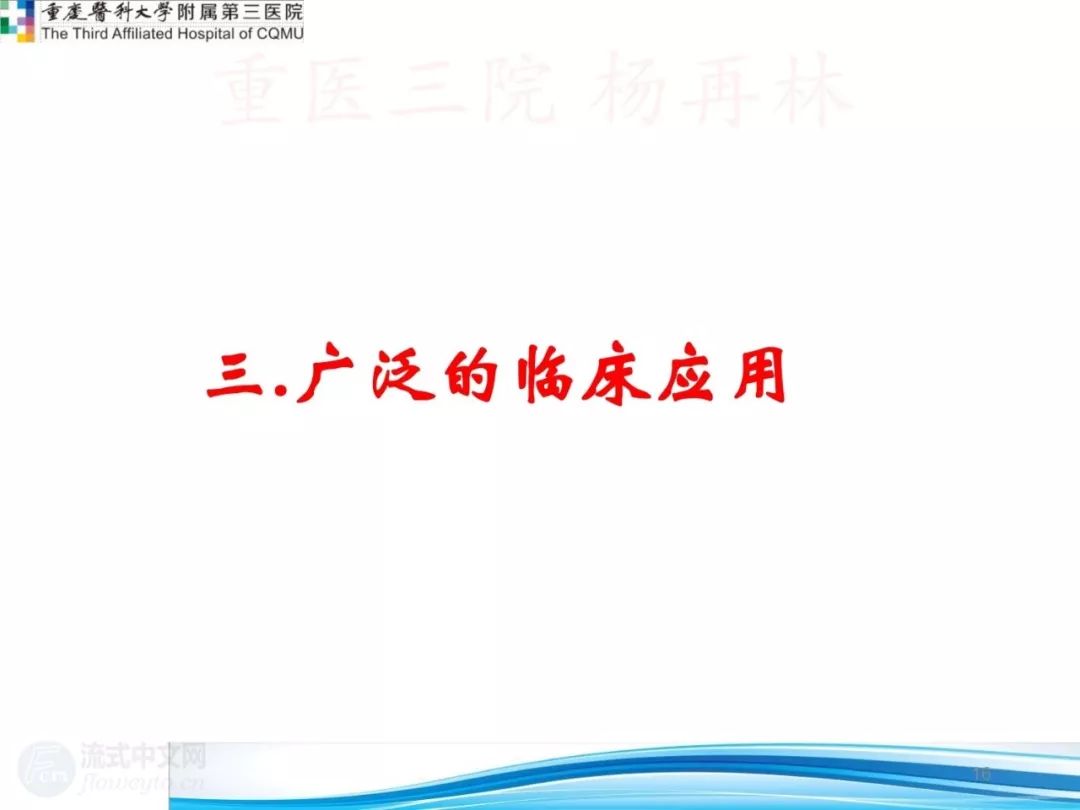 重庆醫科大学附属第三医院
The Third Affiliated Hospital of CQMU
重医三院 杨再林
三.广泛的临床应用
流式中文网
flowcyto.cn
16